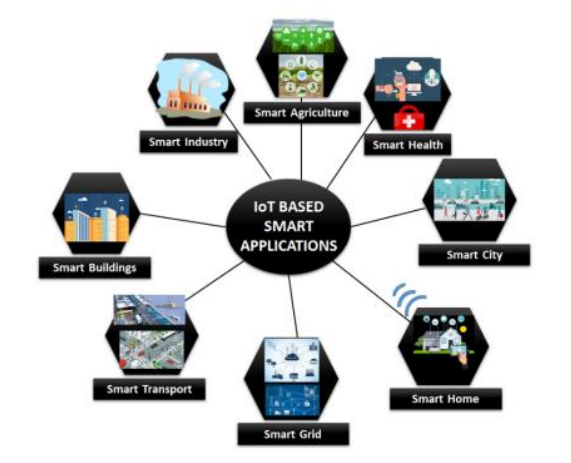 Smart Agriculture
Smart Industry
Smart Health
IoT BASED
SMART
APPLICATIONS
Smart City
Smart Buildings
Smart Transport
Smart Home
Smart Grid